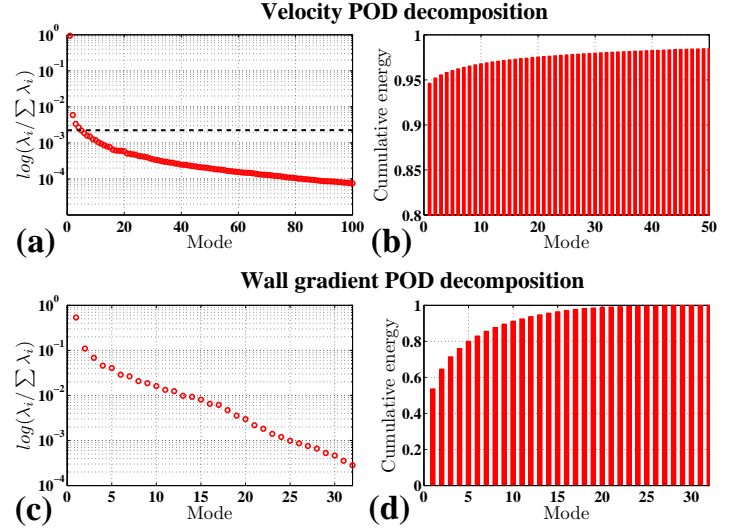 Velocity POD decomposition
10^0
10^-1
10^-2
10^-3
10^-4
log(λ_i/ ∑ λ_i)
0 20 40 60 80 100
Mode
(a)
1
0.95
0.9
0.85
0.8
Cumulative energy
0 10 20 30 40 50
Mode
(b)
Wall gradient POD decomposition
10^0
10^-1
10^-2
10^-3
10^-4
log(λ_i/ ∑ λ_i)
0 5 10 15 20 25 30
Mode
(c)
1
0.8
0.6
0.4
0.2
0
Cumulative energy
0 5 10 15 20 25 30
Mode
(d)